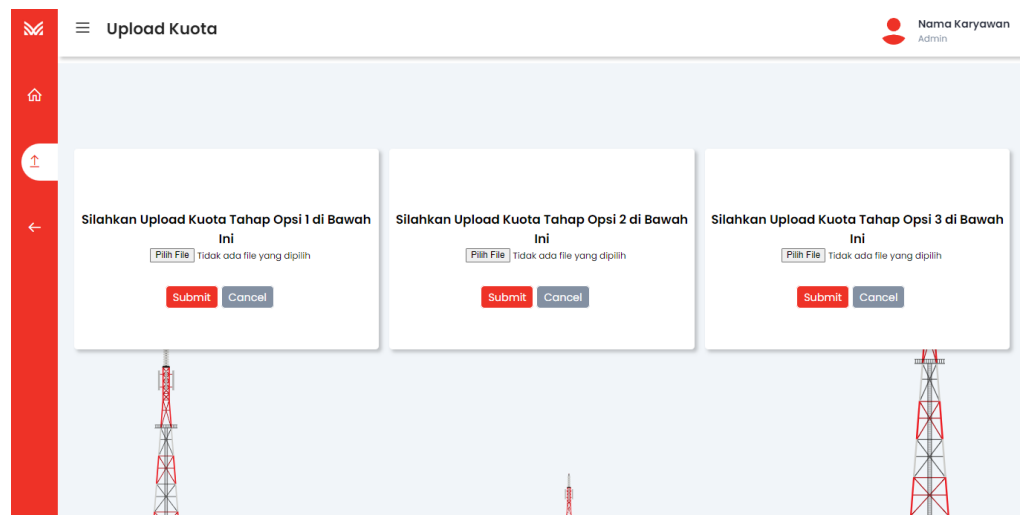 Upload Kuota
Nama Karyawan
Admin
Silahkan Upload Kuota Tahap Opsi 1 di Bawah
Ini
Pilih File Tidak ada file yang dipilih
Submit Cancel
Silahkan Upload Kuota Tahap Opsi 2 di Bawah
Ini
Pilih File Tidak ada file yang dipilih
Submit Cancel
Silahkan Upload Kuota Tahap Opsi 3 di Bawah
Ini
Pilih File Tidak ada file yang dipilih
Submit Cancel